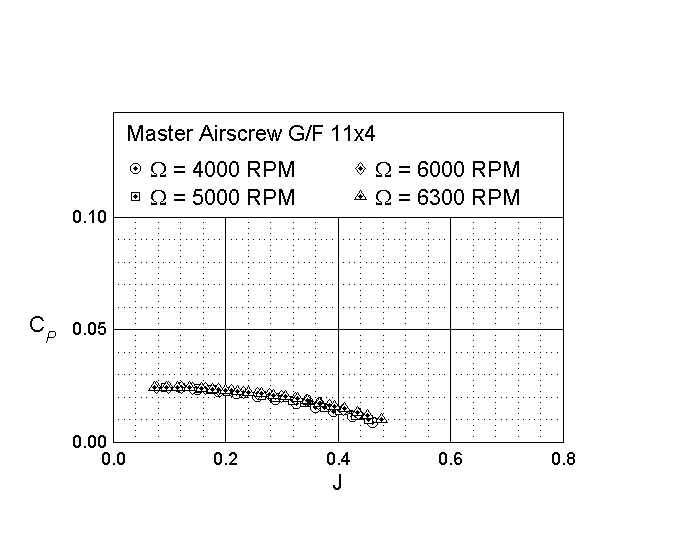 Master Airscrew G/F 11x4
Ω = 4000 RPM Ω = 6000 RPM
Ω = 5000 RPM Ω = 6300 RPM
0.10
0.05
C_P
0.00
0.0 0.2 0.4 0.6 0.8
J